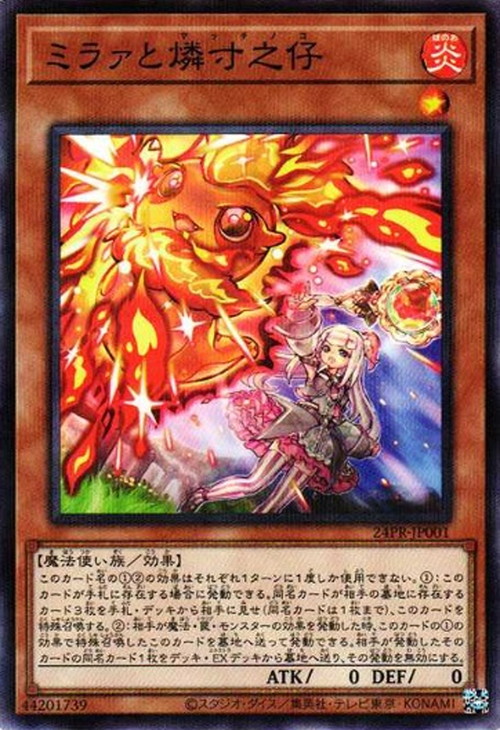 ミラァと燐寸之仔
マッチノコ
炎
ほのお
24PR-JP001
【魔法使い族／効果】
このカード名の①②の効果はそれぞれ1ターンに1度しか使用できない。①：この
カードが手札に存在する場合に発動できる。同名カードが相手の墓地に存在する
カード3枚を手札・デッキから相手に見せ(デッキからは1枚まで)、このカードを
特殊召喚する。②：相手が魔法・罠・モンスターの効果を発動した時、このカードの①
の効果で特殊召喚したこのカードを墓地へ送って発動できる。相手が発動したその
カードの同名カード1枚をデッキ・EXデッキから墓地へ送り、その発動を無効にする。
ATK/ 0 DEF/ 0
44201739
©スタジオ・ダイス／集英社・テレビ東京・KONAMI